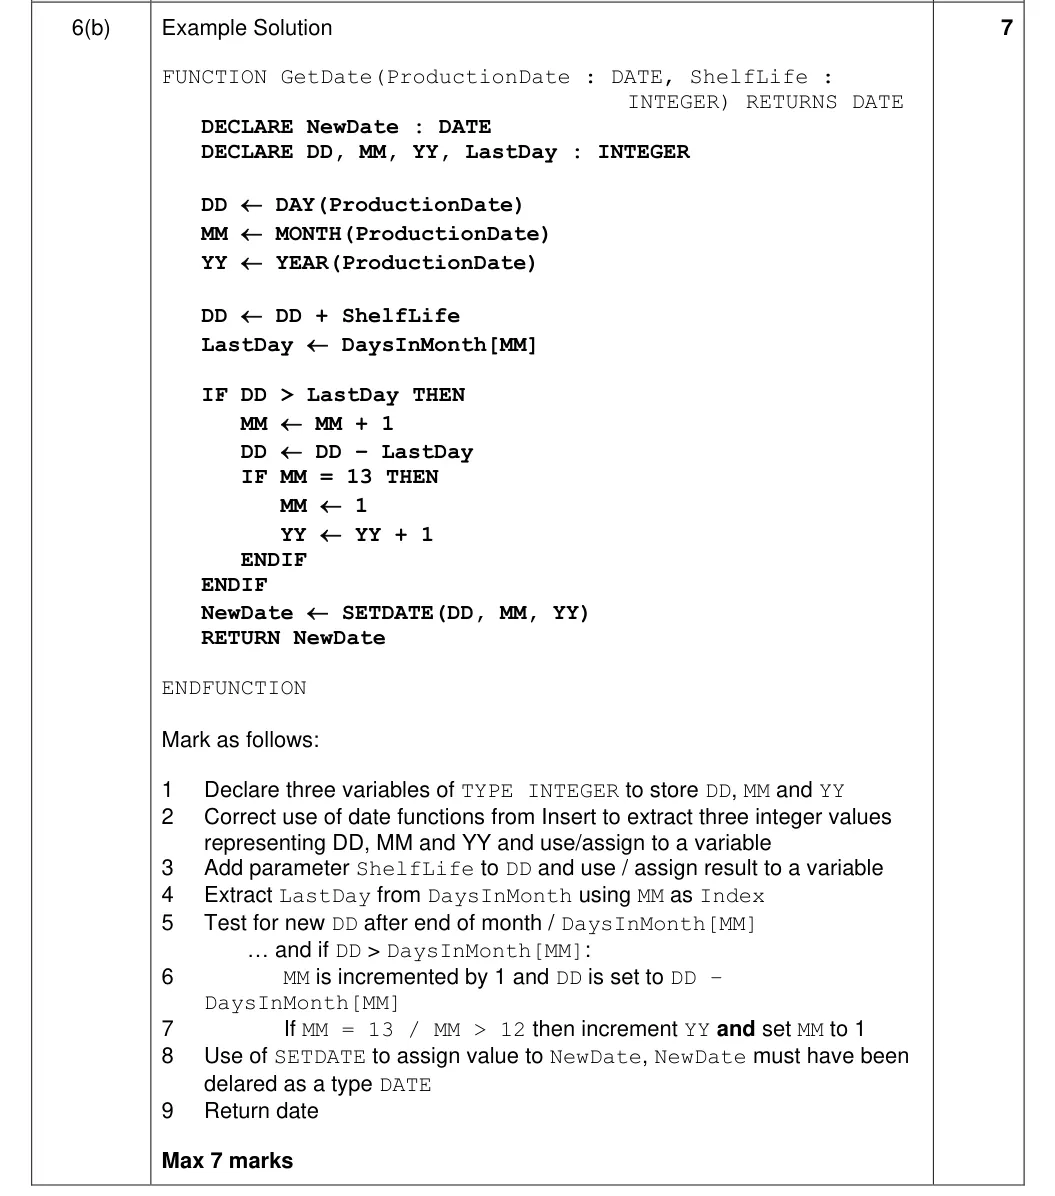 6(b) Example Solution 7
FUNCTION GetDate(ProductionDate : DATE, ShelfLife :
INTEGER) RETURNS DATE
DECLARE NewDate : DATE
DECLARE DD, MM, YY, LastDay : INTEGER
DD ← DAY(ProductionDate)
MM ← MONTH(ProductionDate)
YY ← YEAR(ProductionDate)
DD ← DD + ShelfLife
LastDay ← DaysInMonth[MM]
IF DD > LastDay THEN
MM ← MM + 1
DD ← DD – LastDay
IF MM = 13 THEN
MM ← 1
YY ← YY + 1
ENDIF
ENDIF
NewDate ← SETDATE(DD, MM, YY)
RETURN NewDate
ENDFUNCTION
Mark as follows:
1 Declare three variables of TYPE INTEGER to store DD, MM and YY
2 Correct use of date functions from Insert to extract three integer values
representing DD, MM and YY and use/assign to a variable
3 Add parameter ShelfLife to DD and use / assign result to a variable
4 Extract LastDay from DaysInMonth using MM as Index
5 Test for new DD after end of month / DaysInMonth[MM]
… and if DD > DaysInMonth[MM]:
6 MM is incremented by 1 and DD is set to DD –
DaysInMonth[MM]
7 If MM = 13 / MM > 12 then increment YY and set MM to 1
8 Use of SETDATE to assign value to NewDate, NewDate must have been
delared as a type DATE
9 Return date
Max 7 marks